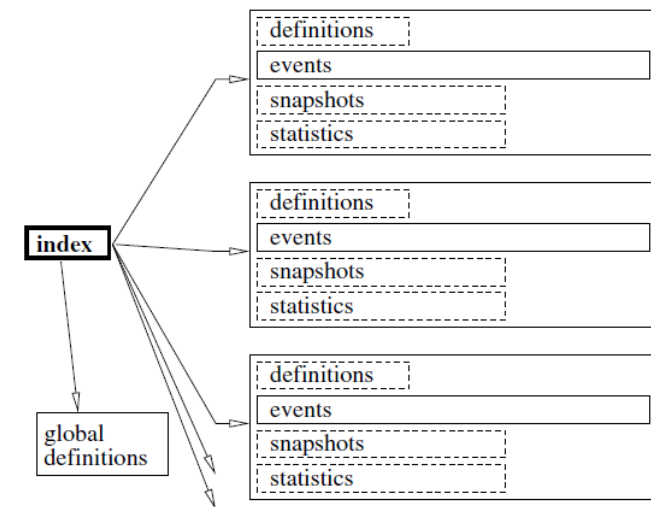 definitions
events
snapshots
statistics
definitions
events
snapshots
statistics
index
definitions
events
snapshots
statistics
global
definitions